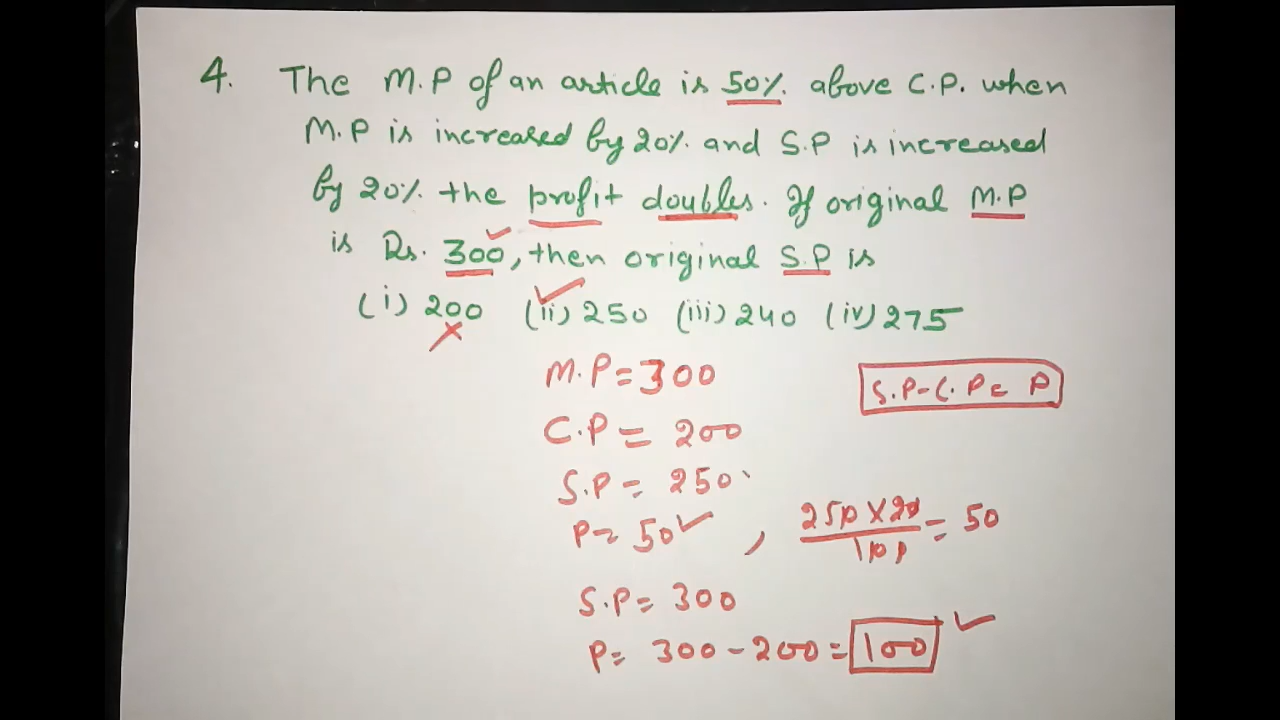 4. The M.P of an article is 50% above C.P. when
M.P is increased by 20% and S.P is increased
by 20% the profit doubles. If original M.P
is Rs. 300, then original S.P is
(i) 200 (ii) 250 (iii) 240 (iv) 275
M.P = 300
S.P - C.P = P
C.P = 200
S.P = 250
P = 50 , 250 X 20 / 100 = 50
S.P = 300
P = 300 - 200 = 100